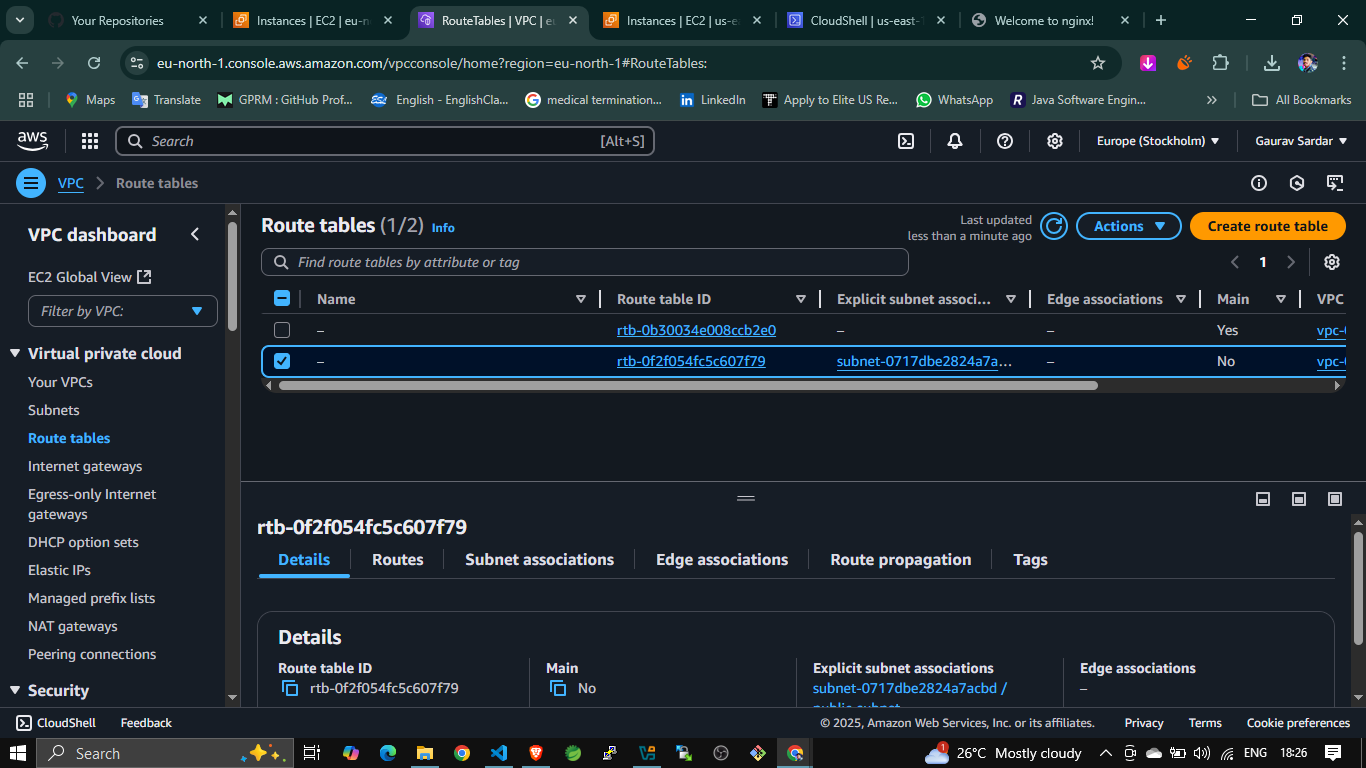 Your Repositories
Instances | EC2 | eu-n
RouteTables | VPC | eu
Instances | EC2 | us-ea
CloudShell | us-east-1
Welcome to nginx!
eu-north-1.console.aws.amazon.com/vpcconsole/home?region=eu-north-1#RouteTables:
Maps
Translate
GPRM : GitHub Prof...
English - EnglishCla...
medical termination...
LinkedIn
Apply to Elite US Re...
WhatsApp
Java Software Engin...
All Bookmarks
aws
Search
[Alt+S]
Europe (Stockholm)
Gaurav Sardar
VPC
Route tables
VPC dashboard
EC2 Global View
Filter by VPC:
Virtual private cloud
Your VPCs
Subnets
Route tables
Internet gateways
Egress-only Internet
gateways
DHCP option sets
Elastic IPs
Managed prefix lists
NAT gateways
Peering connections
Security
Route tables (1/2) Info
Last updated
less than a minute ago
Actions
Create route table
Find route tables by attribute or tag
1
Name Route table ID Explicit subnet associ... Edge associations Main VPC
– rtb-0b30034e008ccb2e0 – – Yes vpc-0
– rtb-0f2f054fc5c607f79 subnet-0717dbe2824a7a... – No vpc-0
rtb-0f2f054fc5c607f79
Details Routes Subnet associations Edge associations Route propagation Tags
Details
Route table ID
rtb-0f2f054fc5c607f79
Main
No
Explicit subnet associations
subnet-0717dbe2824a7acbd /
public-subnet
Edge associations
–
CloudShell
Feedback
© 2025, Amazon Web Services, Inc. or its affiliates.
Privacy
Terms
Cookie preferences
Search
1
26°C Mostly cloudy
ENG
18:26